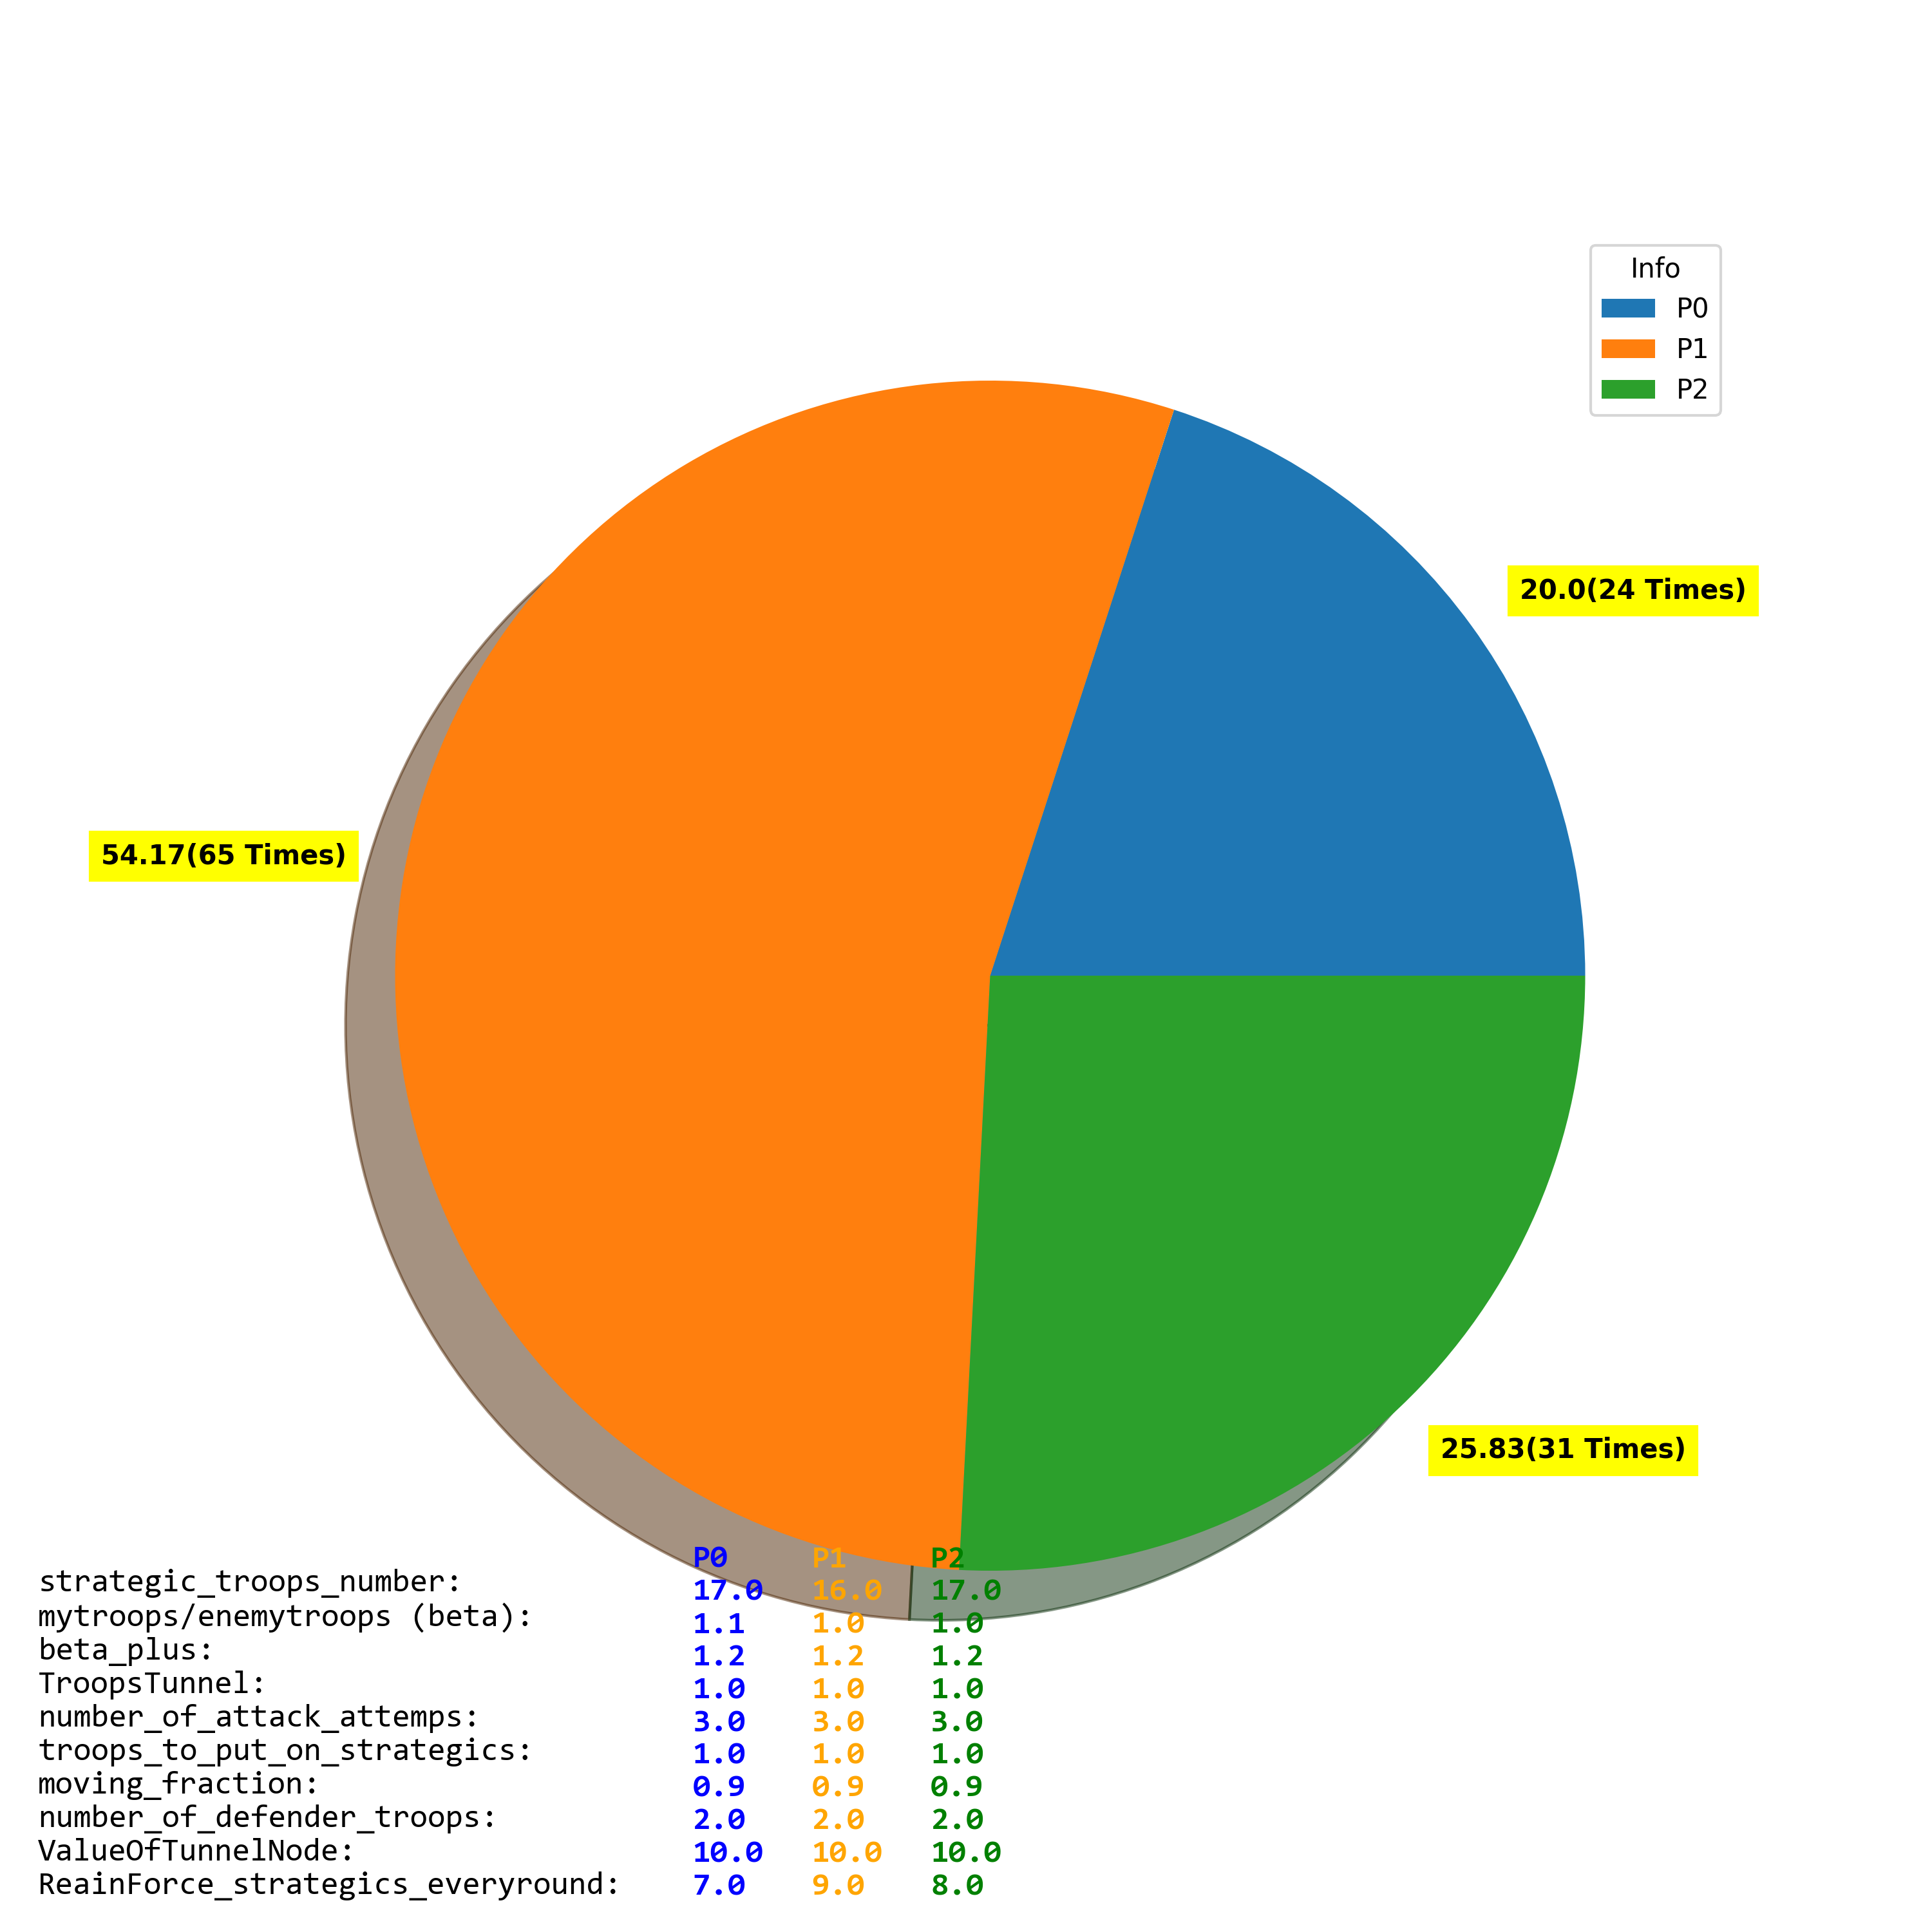 Info
P0
P1
P2
20.0(24 Times)
54.17(65 Times)
25.83(31 Times)
P0 P1 P2
strategic_troops_number: 17.0 16.0 17.0
mytroops/enemytroops (beta): 1.1 1.0 1.0
beta_plus: 1.2 1.2 1.2
TroopsTunnel: 1.0 1.0 1.0
number_of_attack_attemps: 3.0 3.0 3.0
troops_to_put_on_strategics: 1.0 1.0 1.0
moving_fraction: 0.9 0.9 0.9
number_of_defender_troops: 2.0 2.0 2.0
ValueOfTunnelNode: 10.0 10.0 10.0
ReainForce_strategics_everyround: 7.0 9.0 8.0